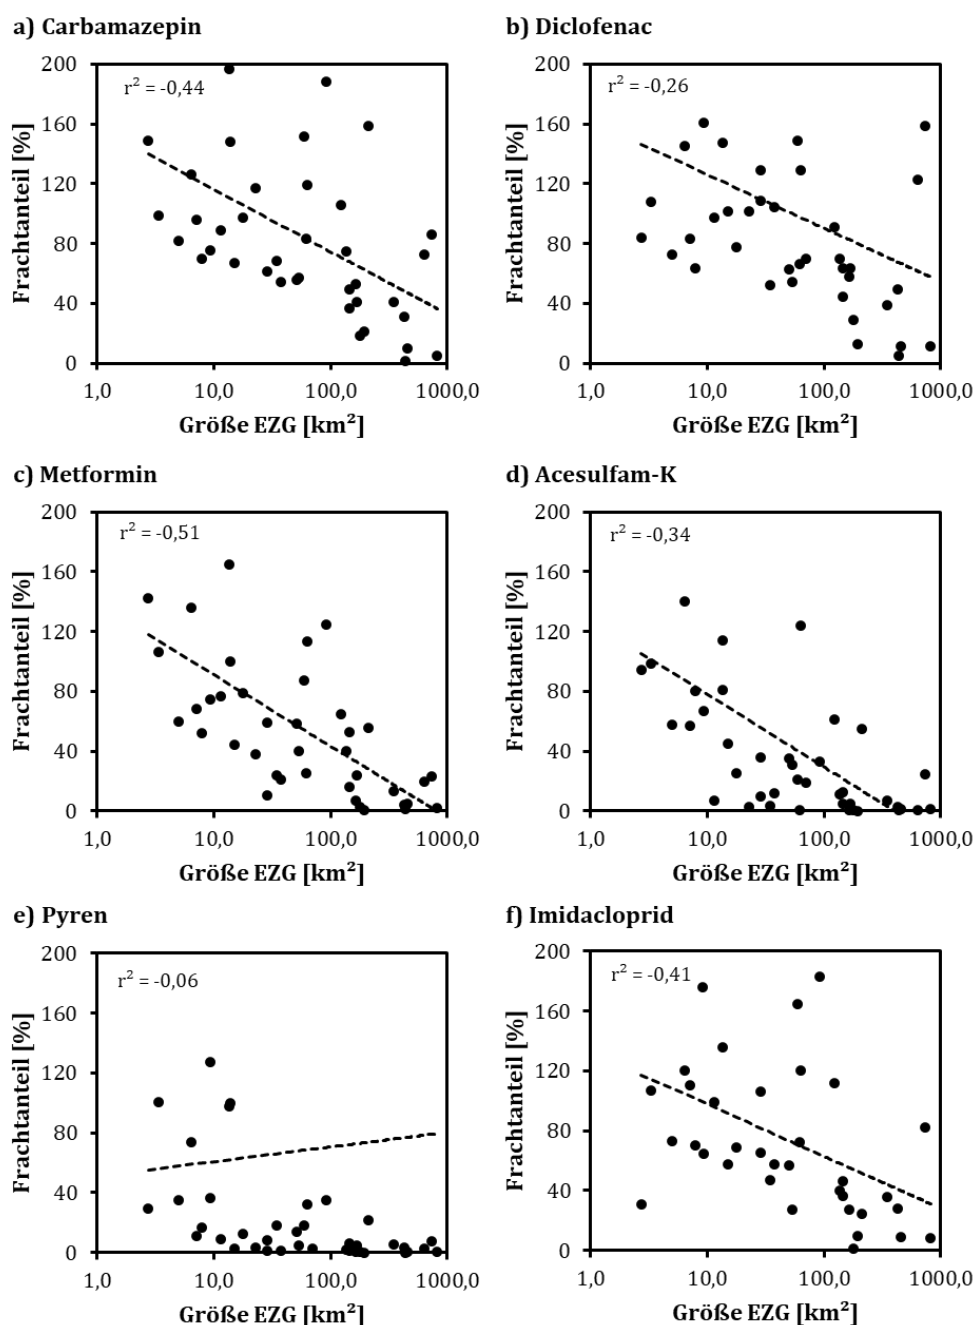 a) Carbamazepin
r² = -0,44
Frachtanteil [%]
200
160
120
80
40
0
1,0 10,0 100,0 1000,0
Größe EZG [km²]
b) Diclofenac
r² = -0,26
Frachtanteil [%]
200
160
120
80
40
0
1,0 10,0 100,0 1000,0
Größe EZG [km²]
c) Metformin
r² = -0,51
Frachtanteil [%]
200
160
120
80
40
0
1,0 10,0 100,0 1000,0
Größe EZG [km²]
d) Acesulfam-K
r² = -0,34
Frachtanteil [%]
200
160
120
80
40
0
1,0 10,0 100,0 1000,0
Größe EZG [km²]
e) Pyren
r² = -0,06
Frachtanteil [%]
200
160
120
80
40
0
1,0 10,0 100,0 1000,0
Größe EZG [km²]
f) Imidacloprid
r² = -0,41
Frachtanteil [%]
200
160
120
80
40
0
1,0 10,0 100,0 1000,0
Größe EZG [km²]